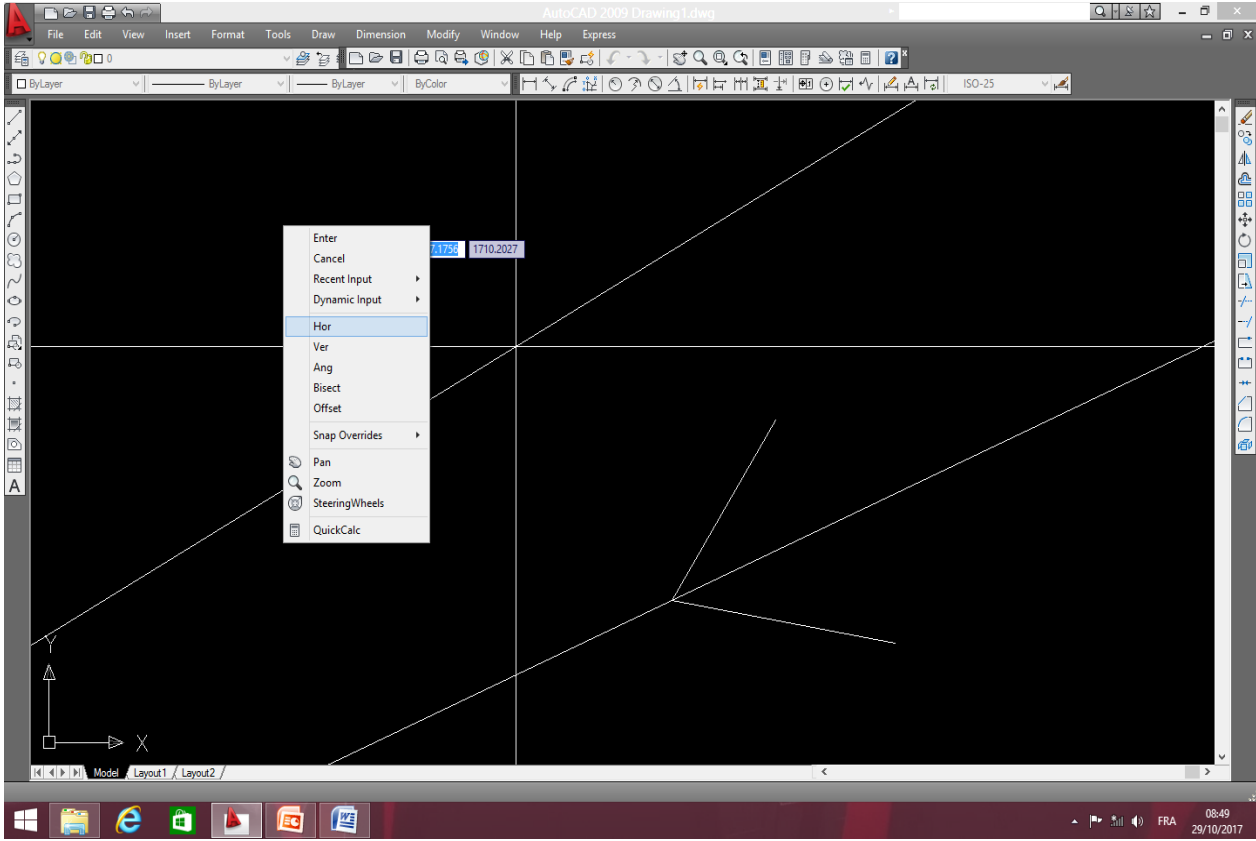 AutoCAD 2009 Drawing1.dwg
File Edit View Insert Format Tools Draw Dimension Modify Window Help Express
0
ByLayer ByLayer ByLayer ByColor ISO-25
Enter
7.1756 1710.2027
Cancel
Recent Input
Dynamic Input
Hor
Ver
Ang
Bisect
Offset
Snap Overrides
Pan
Zoom
SteeringWheels
QuickCalc
A
Y
X
Model Layout1 Layout2
FRA 08:49
29/10/2017